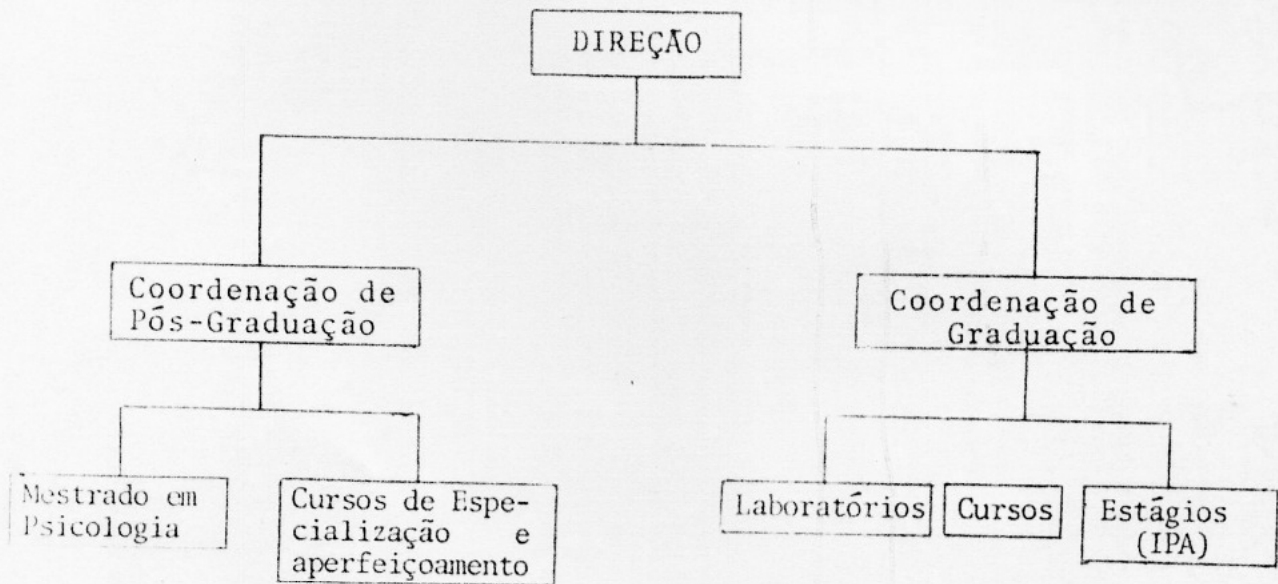 DIREÇÃO
Coordenação de
Pós-Graduação
Coordenação de
Graduação
Mestrado em
Psicologia
Cursos de Espe-
cialização e
aperfeiçoamento
Laboratórios
Cursos
Estágios
(IPA)